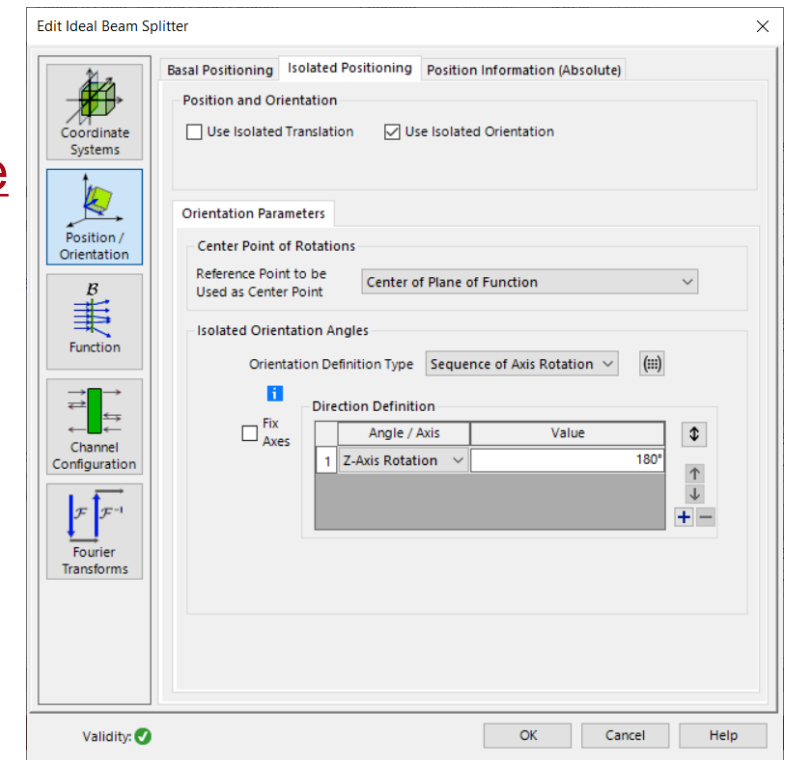 Edit Ideal Beam Splitter
Basal Positioning Isolated Positioning Position Information (Absolute)
Position and Orientation
Use Isolated Translation Use Isolated Orientation
Coordinate
Systems
e
Position /
Orientation
Orientation Parameters
Center Point of Rotations
Reference Point to be
Used as Center Point
Center of Plane of Function
B
Function
Isolated Orientation Angles
Orientation Definition Type Sequence of Axis Rotation
i
Fix
Axes
Direction Definition
Angle / Axis Value
1 Z-Axis Rotation 180°
Channel
Configuration
F F⁻¹
Fourier
Transforms
Validity:
OK Cancel Help